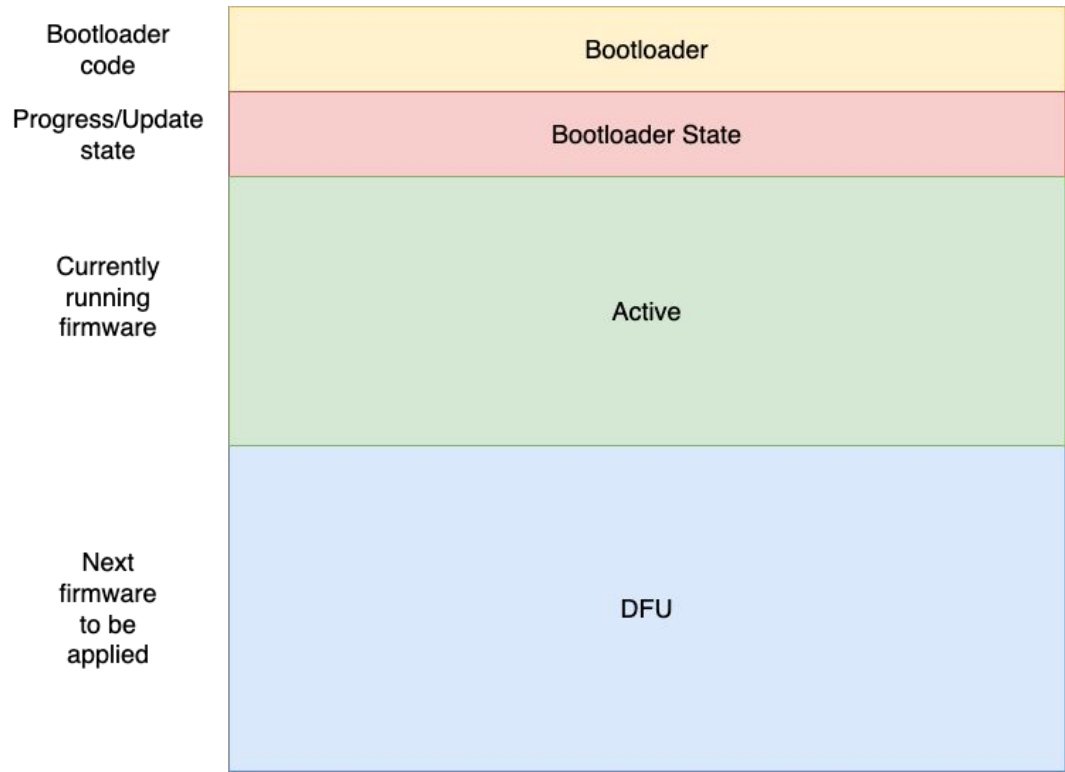 Bootloader
code
Bootloader
Progress/Update
state
Bootloader State
Currently
running
firmware
Active
Next
firmware
to be
applied
DFU